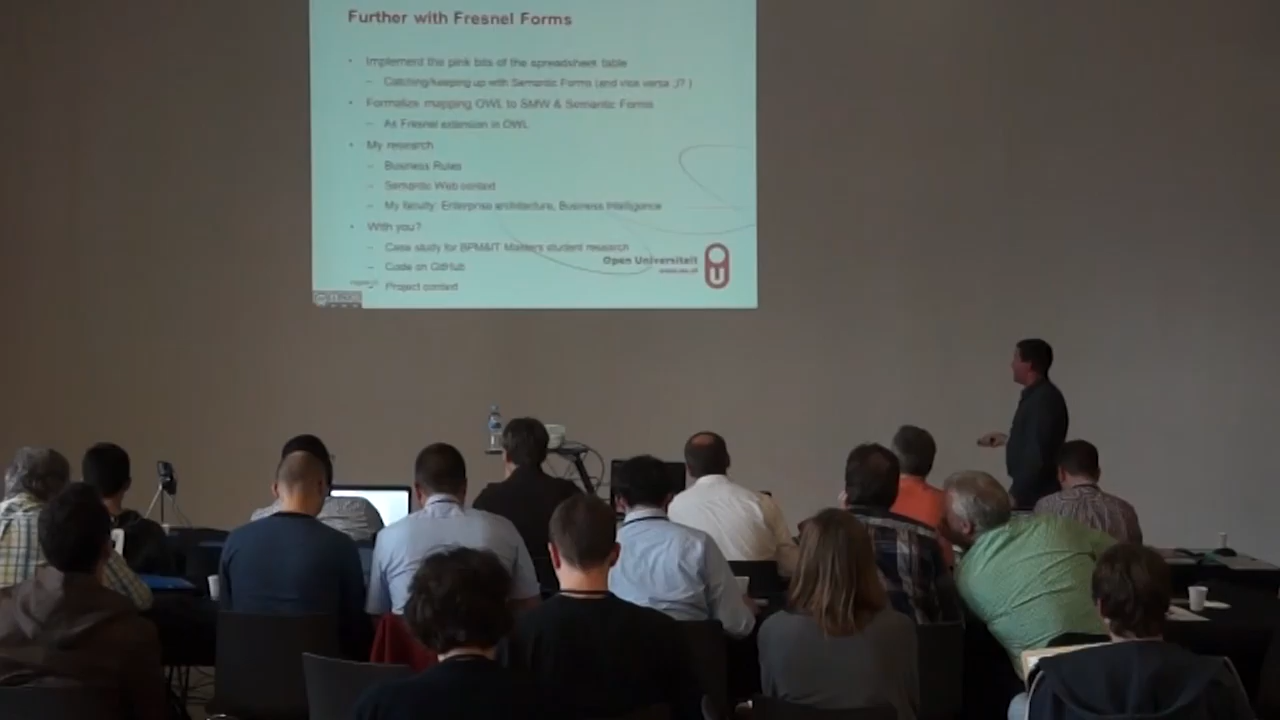 Further with Fresnel Forms
• Implement the pink bits of the spreadsheet table
– Catching/keeping up with Semantic Forms (and vice versa ;)? )
• Formalize mapping OWL to SMW & Semantic Forms
– As Fresnel extension in OWL
• My research
– Business Rules
– Semantic Web context
– My faculty: Enterprise architecture, Business Intelligence
• With you?
– Case study for BPM&IT Masters student research
– Code on GitHub
– Project context
Open Universiteit
www.ou.nl